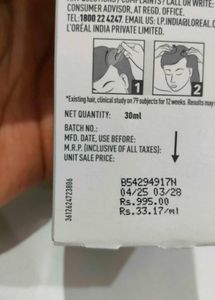 CONSUMER ADVISOR, AT REGD. OFFICE.
TEL:1800 22 4247. EMAIL US: LP.INDIA@LOREAL.C
L'ORÉAL INDIA PRIVATE LIMITED.
1
2
*Existing hair, clinical study on 79 subjects for 12 weeks. Results may
NET QUANTITY: 30ml
BATCH NO.:
MFD. DATE, USE BEFORE:
M.R.P. (INCLUSIVE OF ALL TAXES):
UNIT SALE PRICE:
B54294917N
04/25 03/28
Rs.995.00
Rs.33.17/ml
3612624723806